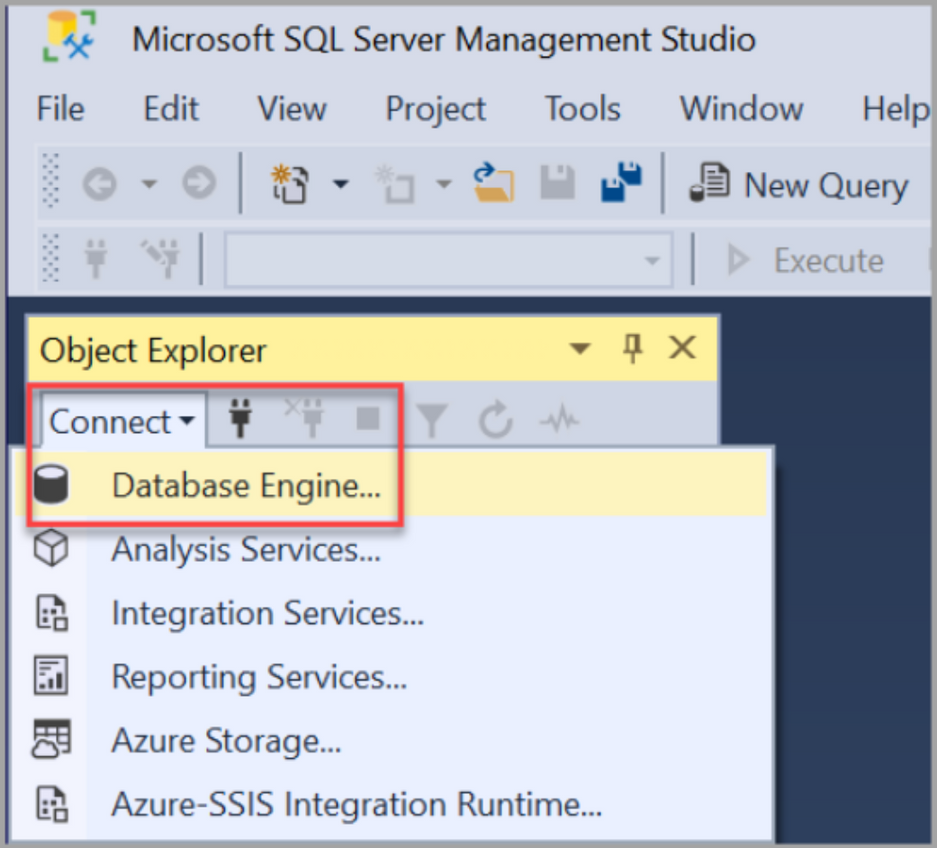 Microsoft SQL Server Management Studio
File Edit View Project Tools Window Help
New Query
Execute
Object Explorer
Connect
Database Engine...
Analysis Services...
Integration Services...
Reporting Services...
Azure Storage...
Azure-SSIS Integration Runtime...